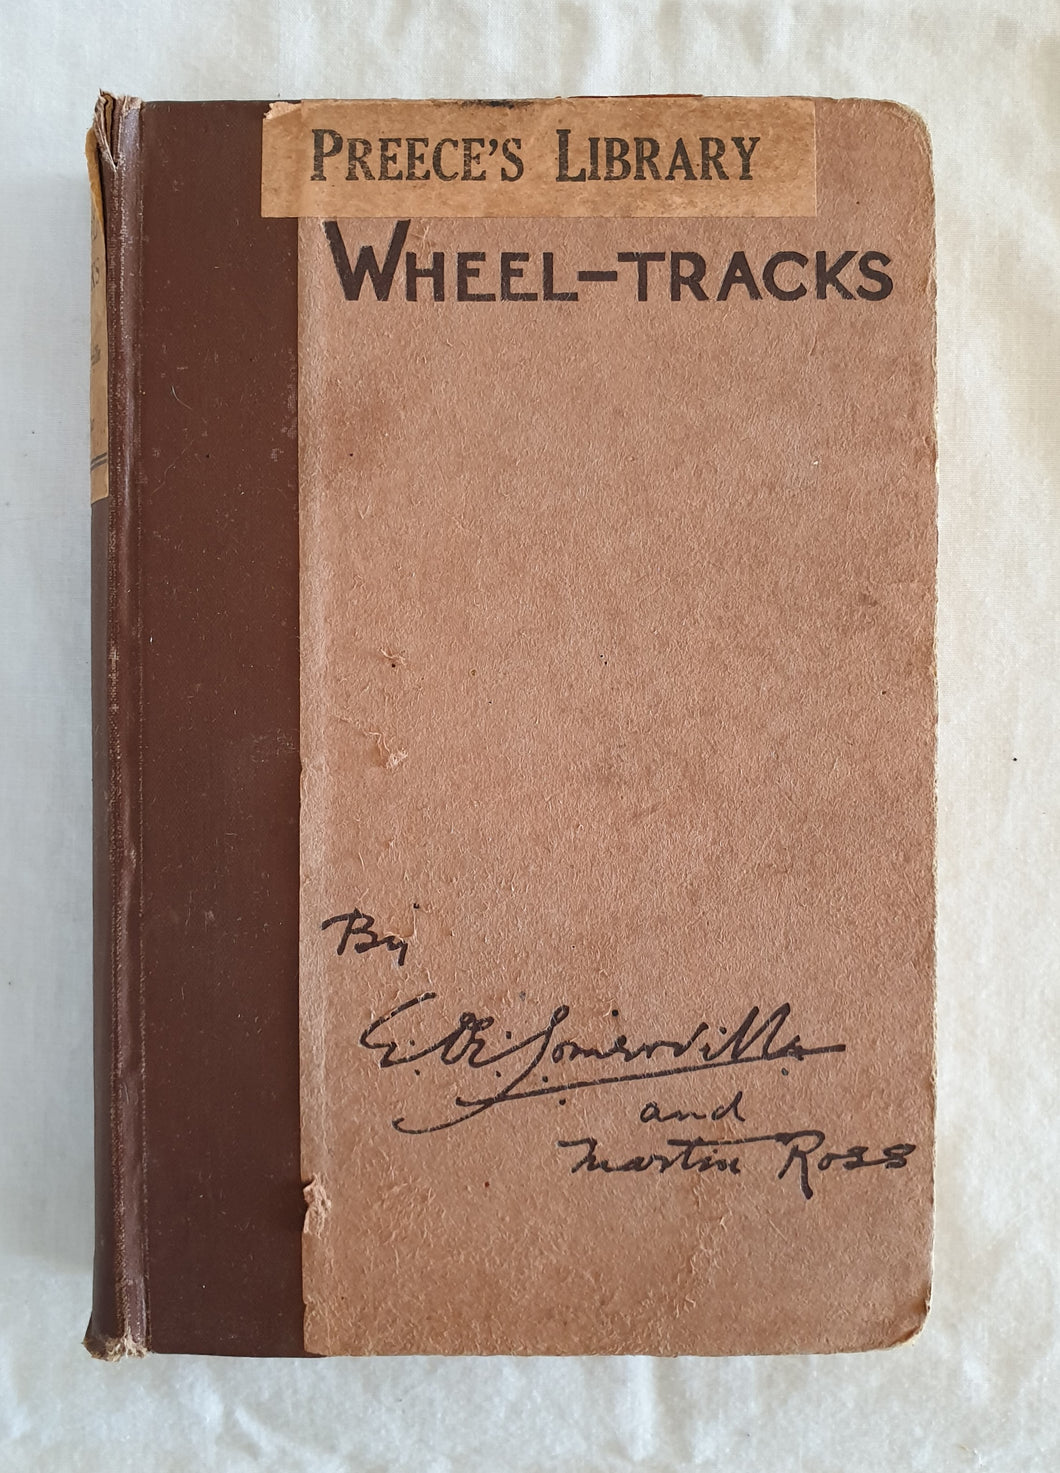 PREECE'S LIBRARY
WHEEL-TRACKS
By
E. Œ. Somerville
and
Martin Ross